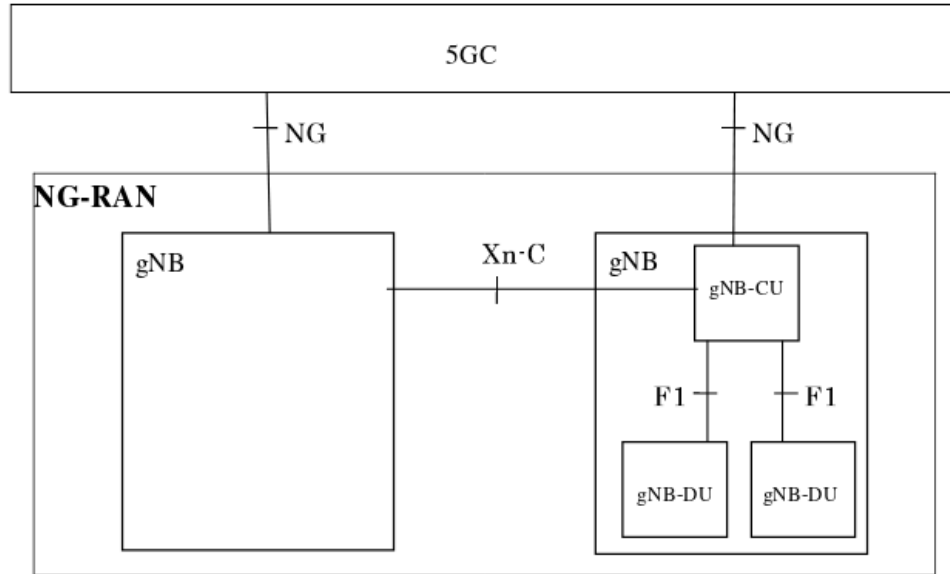 5GC
NG NG
NG-RAN
gNB Xn-C gNB
gNB-CU
F1 F1
gNB-DU gNB-DU